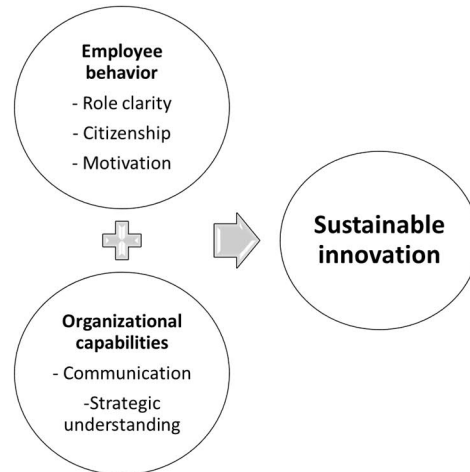 Employee
behavior
- Role clarity
- Citizenship
- Motivation
Organizational
capabilities
- Communication
-Strategic
understanding
Sustainable
innovation